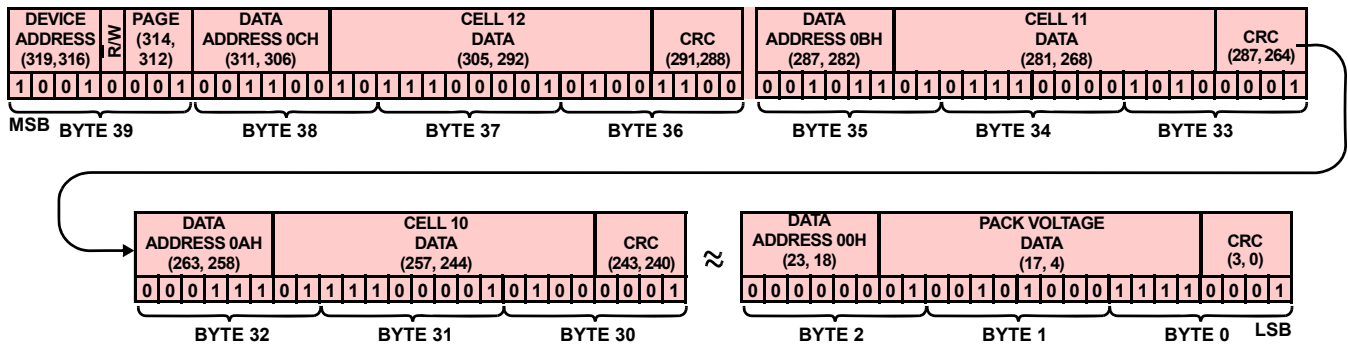 DEVICE PAGE DATA CELL 12 DATA CELL 11
ADDRESS R/W (314, ADDRESS 0CH DATA CRC ADDRESS 0BH DATA CRC
(319,316) 312) (311, 306) (305, 292) (291,288) (287, 282) (281, 268) (287, 264)
1 0 0 1 0 0 0 1 0 0 1 1 0 0 1 0 1 1 1 0 0 0 0 1 0 1 0 0 1 1 0 0 0 0 1 0 1 1 0 1 0 1 1 1 0 0 0 0 1 0 1 0 0 0 0 1
MSB BYTE 39 BYTE 38 BYTE 37 BYTE 36 BYTE 35 BYTE 34 BYTE 33
DATA CELL 10 DATA PACK VOLTAGE
ADDRESS 0AH DATA CRC ADDRESS 00H DATA CRC
(263, 258) (257, 244) (243, 240) ≈ (23, 18) (17, 4) (3, 0)
0 0 0 1 1 1 0 1 1 1 1 0 0 0 0 1 0 1 0 0 0 0 0 1 0 0 0 0 0 0 0 1 0 0 1 0 1 0 0 0 1 1 1 1 0 0 0 1
BYTE 32 BYTE 31 BYTE 30 BYTE 2 BYTE 1 BYTE 0 LSB